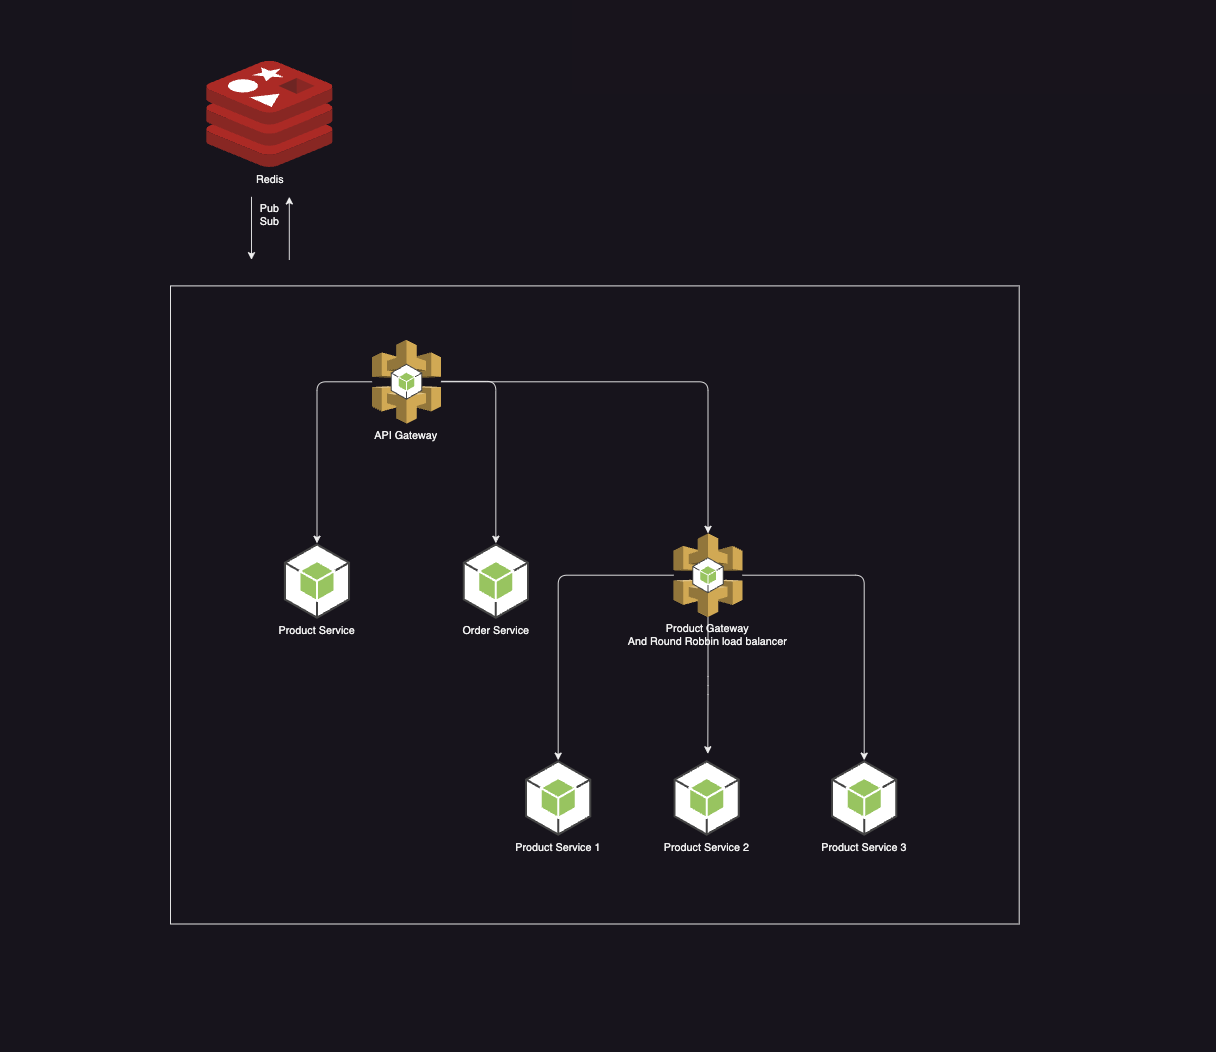 Redis
Pub
Sub
API Gateway
Product Service
Order Service
Product Gateway
And Round Robbin load balancer
Product Service 1
Product Service 2
Product Service 3